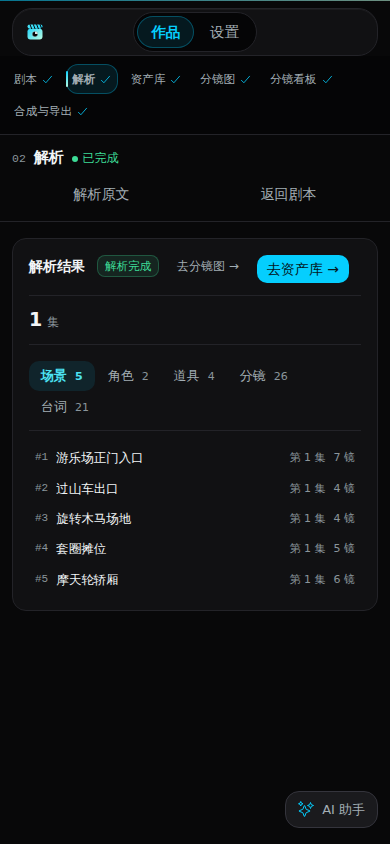 作品 设置
剧本 解析 资产库 分镜图 分镜看板
合成与导出
02 解析 已完成
解析原文 返回剧本
解析结果 解析完成 去分镜图 → 去资产库 →
1 集
场景 5 角色 2 道具 4 分镜 26
台词 21
#1 游乐场正门入口 第 1 集 7 镜
#2 过山车出口 第 1 集 4 镜
#3 旋转木马场地 第 1 集 4 镜
#4 套圈摊位 第 1 集 5 镜
#5 摩天轮轿厢 第 1 集 6 镜
AI 助手